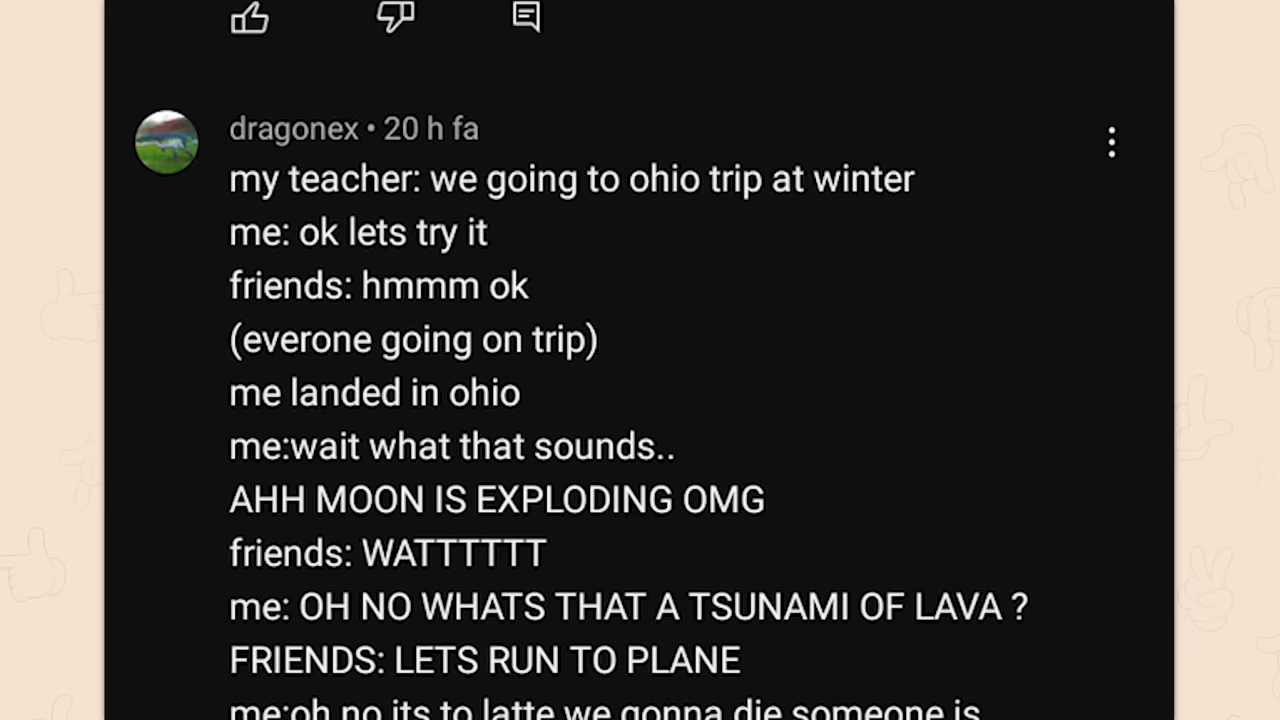 dragonex • 20 h fa
my teacher: we going to ohio trip at winter
me: ok lets try it
friends: hmmm ok
(everone going on trip)
me landed in ohio
me:wait what that sounds..
AHH MOON IS EXPLODING OMG
friends: WATTTTTT
me: OH NO WHATS THAT A TSUNAMI OF LAVA ?
FRIENDS: LETS RUN TO PLANE
me:oh no its to latte we gonna die someone is